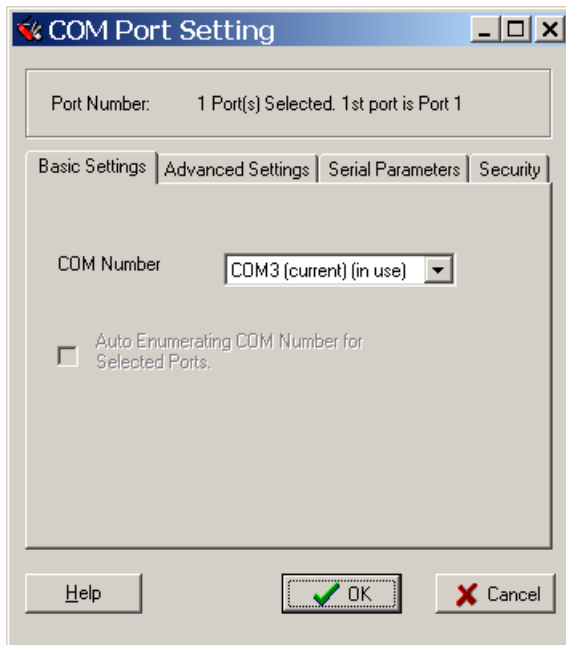 COM Port Setting
Port Number: 1 Port(s) Selected. 1st port is Port 1
Basic Settings Advanced Settings Serial Parameters Security
COM Number COM3 (current) (in use)
Auto Enumerating COM Number for
Selected Ports.
Help OK Cancel